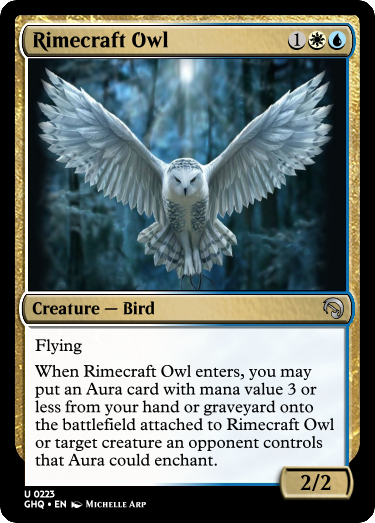 Rimecraft Owl 1
Creature — Bird
Flying
When Rimecraft Owl enters, you may
put an Aura card with mana value 3 or
less from your hand or graveyard onto
the battlefield attached to Rimecraft Owl
or target creature an opponent controls
that Aura could enchant.
2/2
U 0223
GHQ • EN Michelle Arp